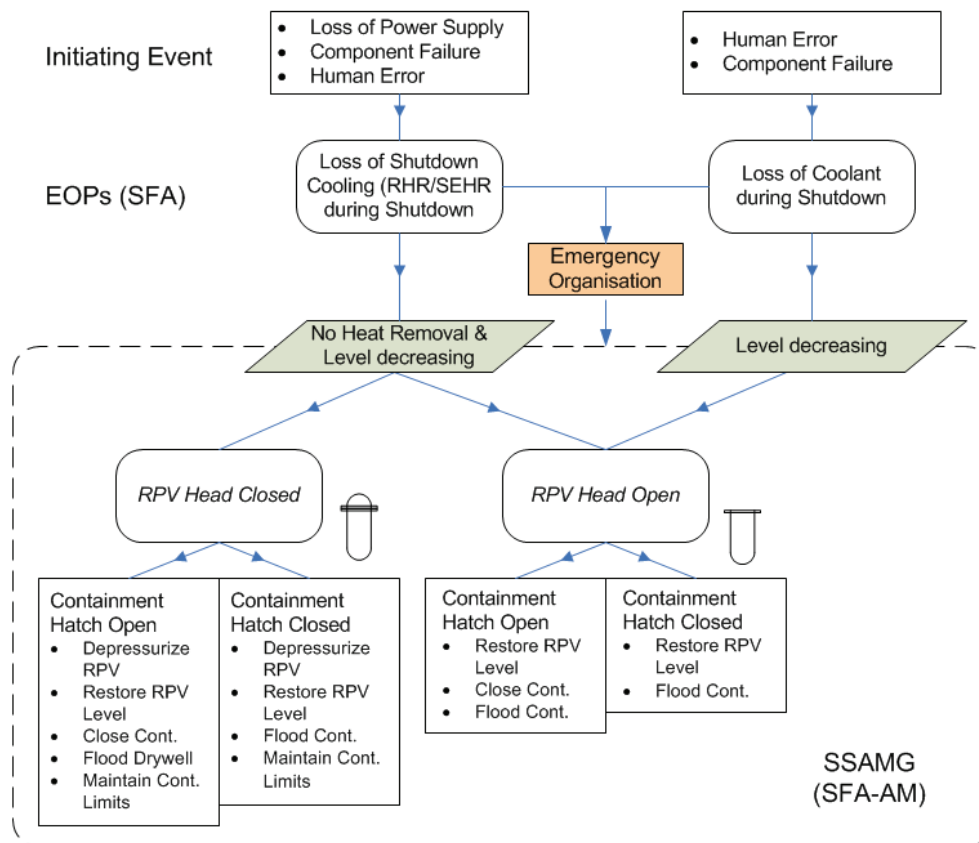 Initiating Event
• Loss of Power Supply
• Component Failure
• Human Error
• Human Error
• Component Failure
EOPs (SFA)
Loss of Shutdown
Cooling (RHR/SEHR
during Shutdown
Loss of Coolant
during Shutdown
Emergency
Organisation
No Heat Removal &
Level decreasing
Level decreasing
RPV Head Closed
RPV Head Open
Containment
Hatch Open
• Depressurize
RPV
• Restore RPV
Level
• Close Cont.
• Flood Drywell
• Maintain Cont.
Limits
Containment
Hatch Closed
• Depressurize
RPV
• Restore RPV
Level
• Flood Cont.
• Maintain Cont.
Limits
Containment
Hatch Open
• Restore RPV
Level
• Close Cont.
• Flood Cont.
Containment
Hatch Closed
• Restore RPV
Level
• Flood Cont.
SSAMG
(SFA-AM)